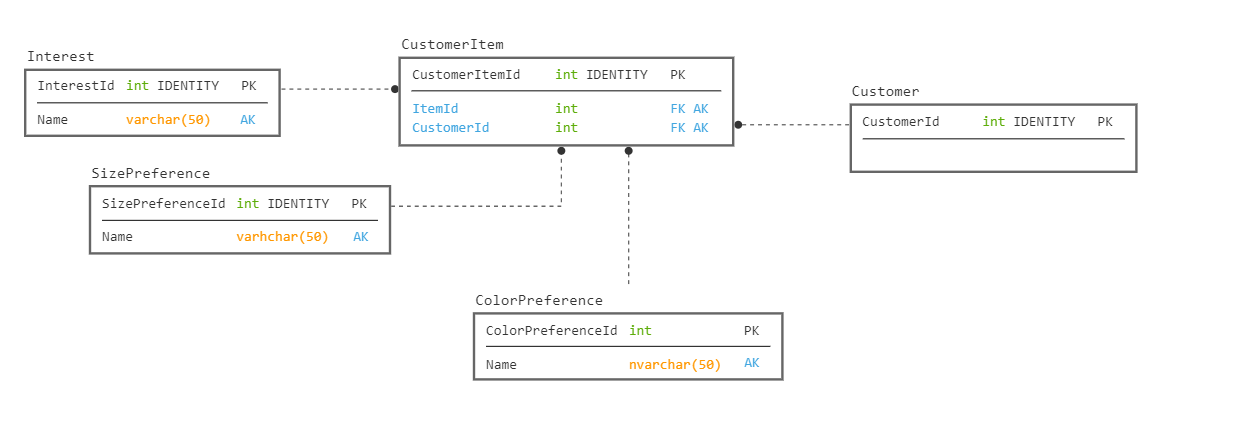 Interest
InterestId int IDENTITY PK
Name varchar(50) AK
CustomerItem
CustomerItemId int IDENTITY PK
ItemId int FK AK
CustomerId int FK AK
Customer
CustomerId int IDENTITY PK
SizePreference
SizePreferenceId int IDENTITY PK
Name varhchar(50) AK
ColorPreference
ColorPreferenceId int PK
Name nvarchar(50) AK